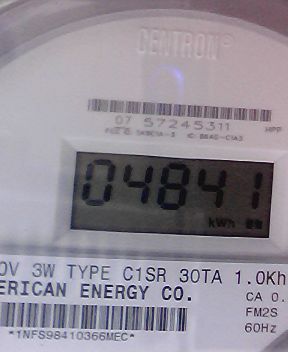 CENTRON®
07 57245311 HPP
04841
kWh
0V 3W TYPE C1SR 30TA 1.0Kh
ERICAN ENERGY CO.
CA 0.
FM2S
*1NFS98410366MEC*
60Hz